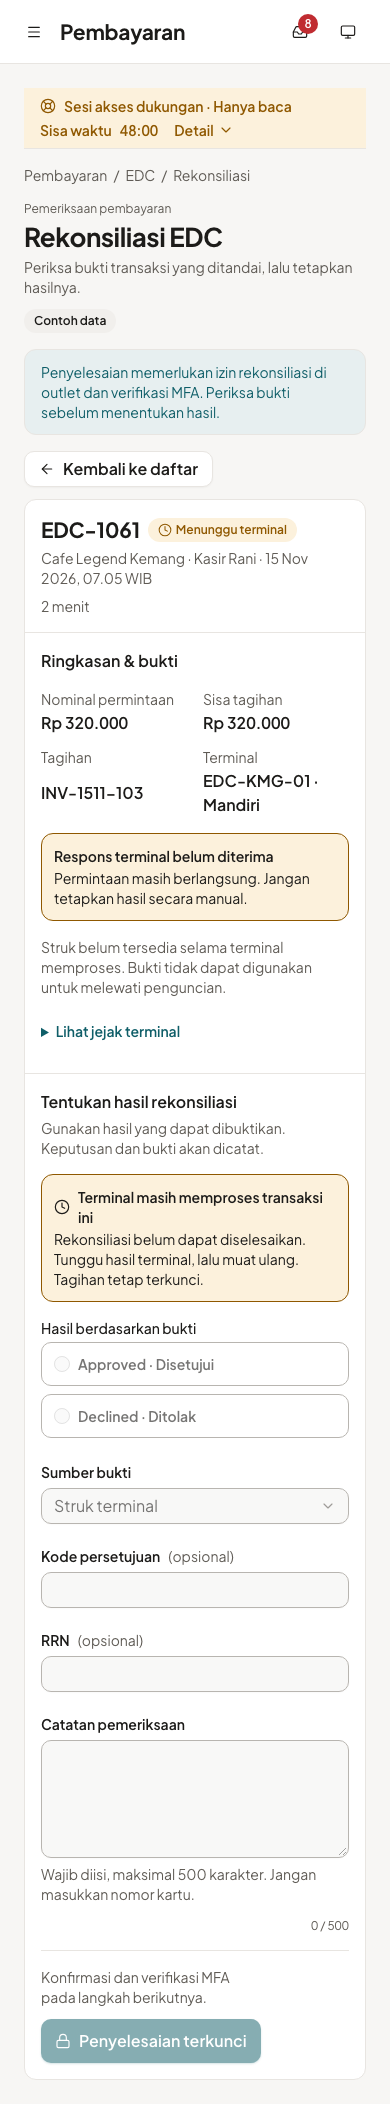 Pembayaran
8
Sesi akses dukungan · Hanya baca
Sisa waktu 48:00 Detail
Pembayaran / EDC / Rekonsiliasi
Pemeriksaan pembayaran
Rekonsiliasi EDC
Periksa bukti transaksi yang ditandai, lalu tetapkan
hasilnya.
Contoh data
Penyelesaian memerlukan izin rekonsiliasi di
outlet dan verifikasi MFA. Periksa bukti
sebelum menentukan hasil.
Kembali ke daftar
EDC-1061 Menunggu terminal
Cafe Legend Kemang · Kasir Rani · 15 Nov
2026, 07.05 WIB
2 menit
Ringkasan & bukti
Nominal permintaan Sisa tagihan
Rp 320.000 Rp 320.000
Tagihan Terminal
INV-1511-103 EDC-KMG-01 ·
Mandiri
Respons terminal belum diterima
Permintaan masih berlangsung. Jangan
tetapkan hasil secara manual.
Struk belum tersedia selama terminal
memproses. Bukti tidak dapat digunakan
untuk melewati penguncian.
Lihat jejak terminal
Tentukan hasil rekonsiliasi
Gunakan hasil yang dapat dibuktikan.
Keputusan dan bukti akan dicatat.
Terminal masih memproses transaksi
ini
Rekonsiliasi belum dapat diselesaikan.
Tunggu hasil terminal, lalu muat ulang.
Tagihan tetap terkunci.
Hasil berdasarkan bukti
Approved · Disetujui
Declined · Ditolak
Sumber bukti
Struk terminal
Kode persetujuan (opsional)
RRN (opsional)
Catatan pemeriksaan
Wajib diisi, maksimal 500 karakter. Jangan
masukkan nomor kartu.
0 / 500
Konfirmasi dan verifikasi MFA
pada langkah berikutnya.
Penyelesaian terkunci